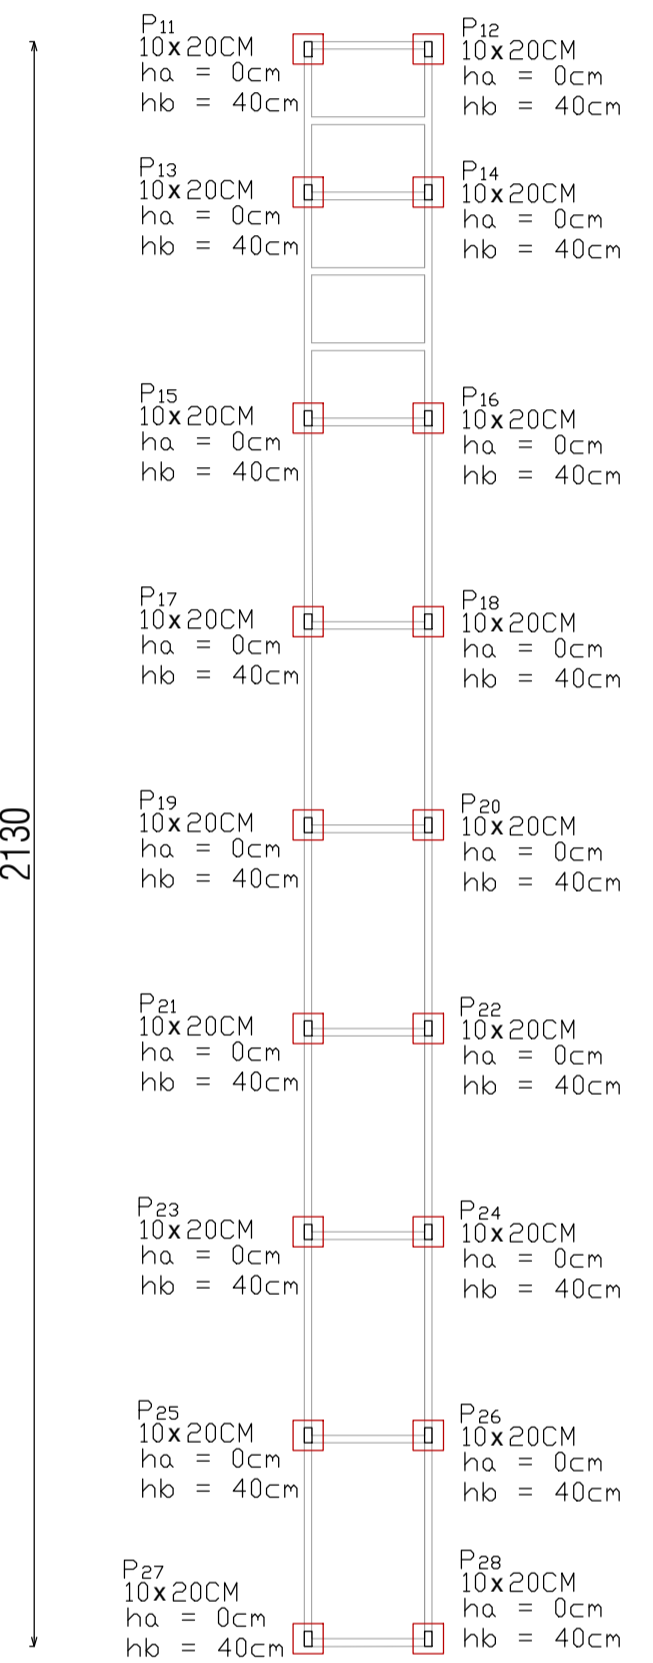 P11
10x20CM
ha = 0cm
hb = 40cm
P12
10x20CM
ha = 0cm
hb = 40cm
P13
10x20CM
ha = 0cm
hb = 40cm
P14
10x20CM
ha = 0cm
hb = 40cm
P15
10x20CM
ha = 0cm
hb = 40cm
P16
10x20CM
ha = 0cm
hb = 40cm
P17
10x20CM
ha = 0cm
hb = 40cm
P18
10x20CM
ha = 0cm
hb = 40cm
2130
P19
10x20CM
ha = 0cm
hb = 40cm
P20
10x20CM
ha = 0cm
hb = 40cm
P21
10x20CM
ha = 0cm
hb = 40cm
P22
10x20CM
ha = 0cm
hb = 40cm
P23
10x20CM
ha = 0cm
hb = 40cm
P24
10x20CM
ha = 0cm
hb = 40cm
P25
10x20CM
ha = 0cm
hb = 40cm
P26
10x20CM
ha = 0cm
hb = 40cm
P27
10x20CM
ha = 0cm
hb = 40cm
P28
10x20CM
ha = 0cm
hb = 40cm